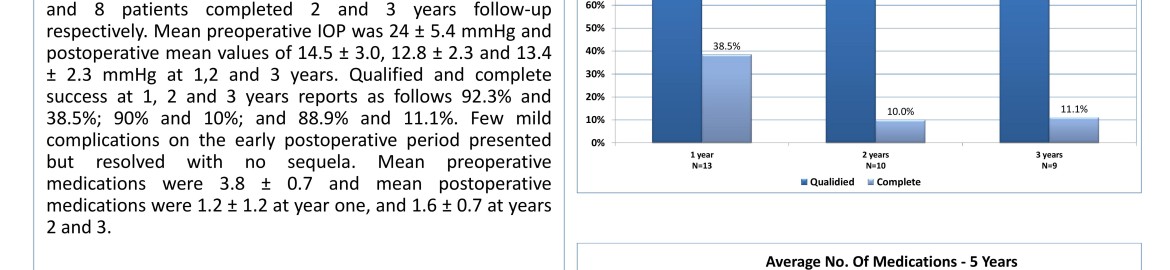 and 8 patients completed 2 and 3 years follow-up
respectively. Mean preoperative IOP was 24 ± 5.4 mmHg and
postoperative mean values of 14.5 ± 3.0, 12.8 ± 2.3 and 13.4
± 2.3 mmHg at 1,2 and 3 years. Qualified and complete
success at 1, 2 and 3 years reports as follows 92.3% and
38.5%; 90% and 10%; and 88.9% and 11.1%. Few mild
complications on the early postoperative period presented
but resolved with no sequela. Mean preoperative
medications were 3.8 ± 0.7 and mean postoperative
medications were 1.2 ± 1.2 at year one, and 1.6 ± 0.7 at years
2 and 3.
60%
50%
40%
30%
20%
10%
0%
38.5%
10.0%
11.1%
1 year
N=13
2 years
N=10
3 years
N=9
Qualidied Complete
Average No. Of Medications - 5 Years